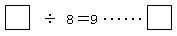 □ ÷ 8＝9 ⋯⋯ □